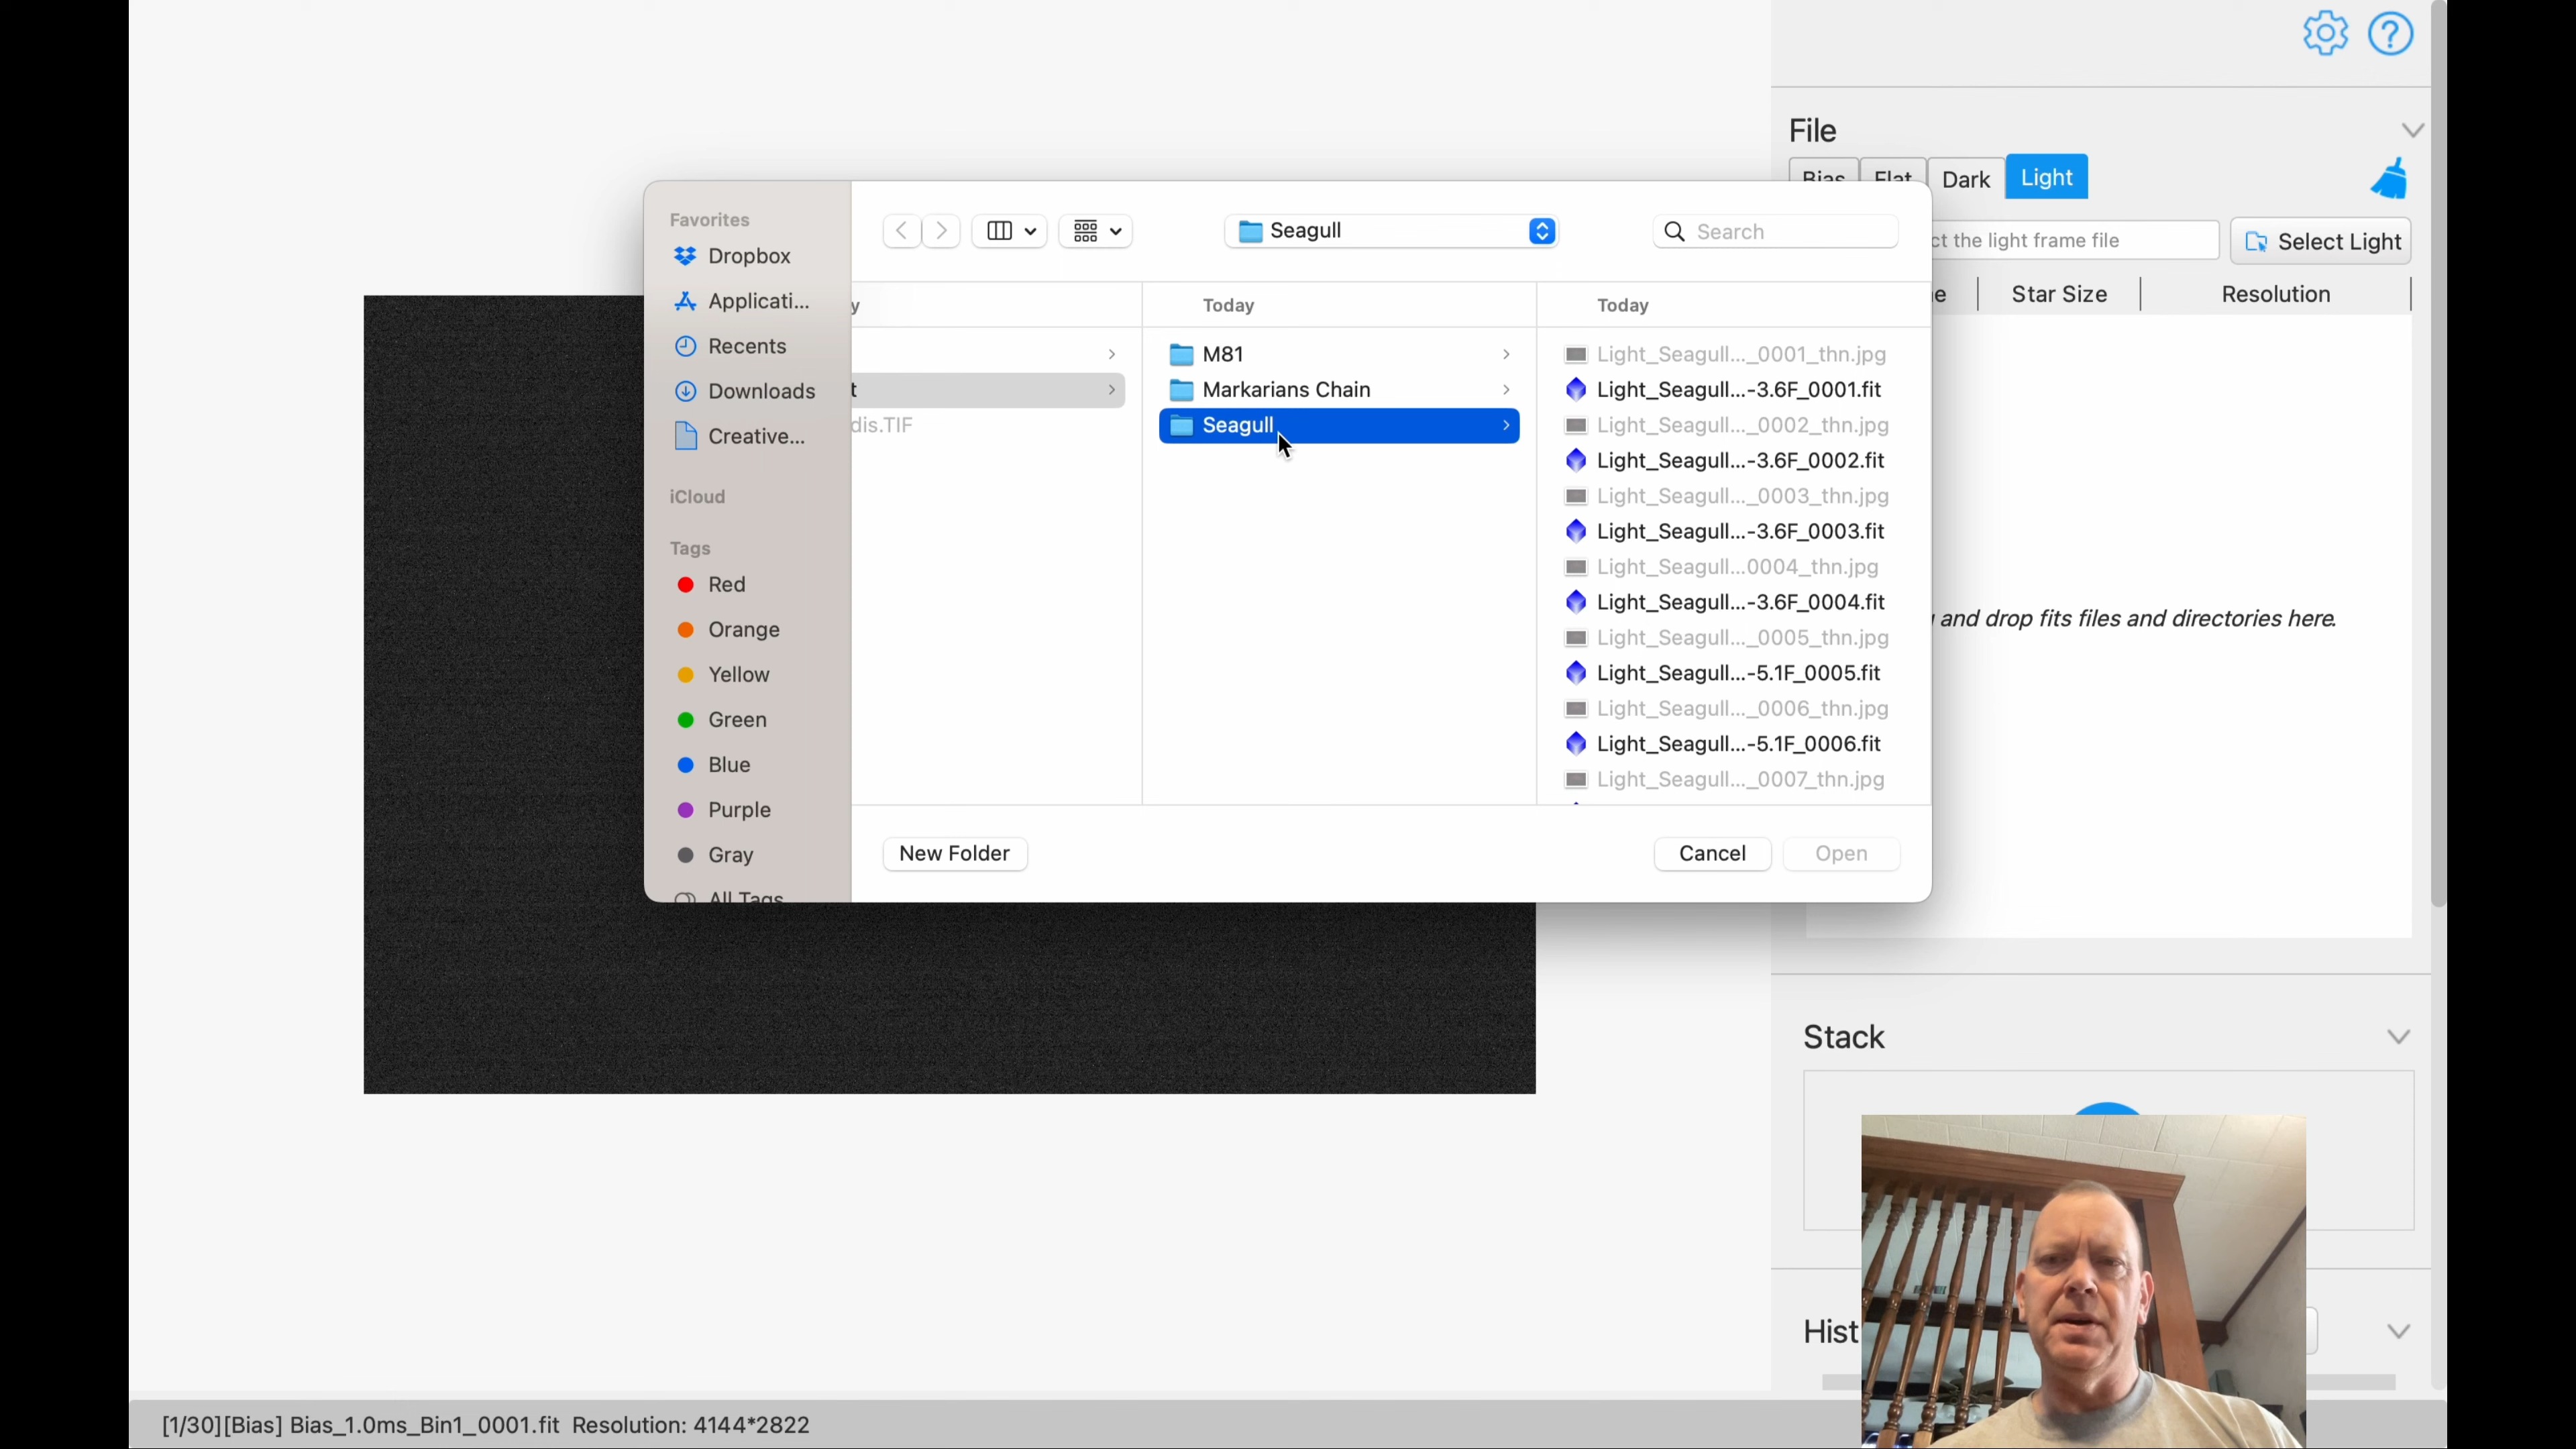 File
Bias Flat Dark Light
ct the light frame file Select Light
e Star Size Resolution
and drop fits files and directories here.
Favorites
Dropbox
Applicati...
Recents
Downloads
Creative...
iCloud
Tags
Red
Orange
Yellow
Green
Blue
Purple
Gray
All Tags
Seagull
Search
y
t
dis.TIF
Today
M81
Markarians Chain
Seagull
Today
Light_Seagull..._0001_thn.jpg
Light_Seagull...-3.6F_0001.fit
Light_Seagull..._0002_thn.jpg
Light_Seagull...-3.6F_0002.fit
Light_Seagull..._0003_thn.jpg
Light_Seagull...-3.6F_0003.fit
Light_Seagull...0004_thn.jpg
Light_Seagull...-3.6F_0004.fit
Light_Seagull..._0005_thn.jpg
Light_Seagull...-5.1F_0005.fit
Light_Seagull..._0006_thn.jpg
Light_Seagull...-5.1F_0006.fit
Light_Seagull..._0007_thn.jpg
New Folder
Cancel
Open
Stack
Hist
[1/30][Bias] Bias_1.0ms_Bin1_0001.fit Resolution: 4144*2822